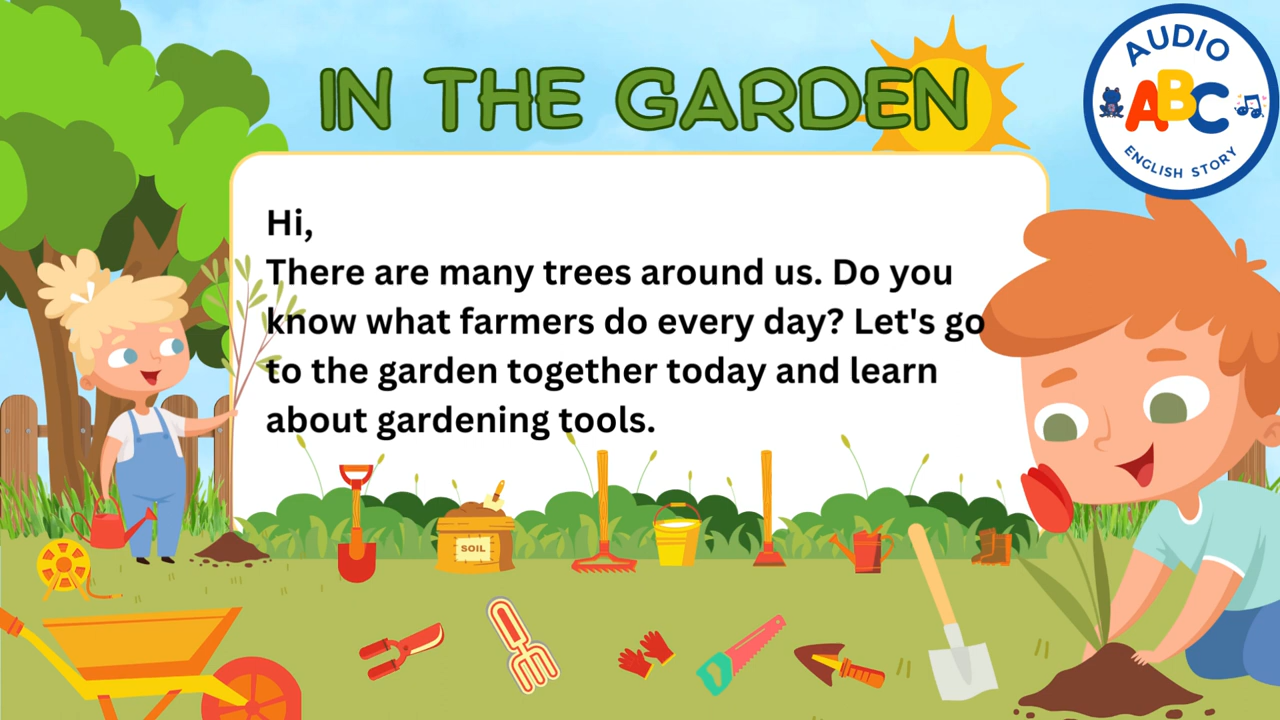 IN THE GARDEN
AUDIO
ABC
ENGLISH STORY
Hi,
There are many trees around us. Do you
know what farmers do every day? Let's go
to the garden together today and learn
about gardening tools.
SOIL